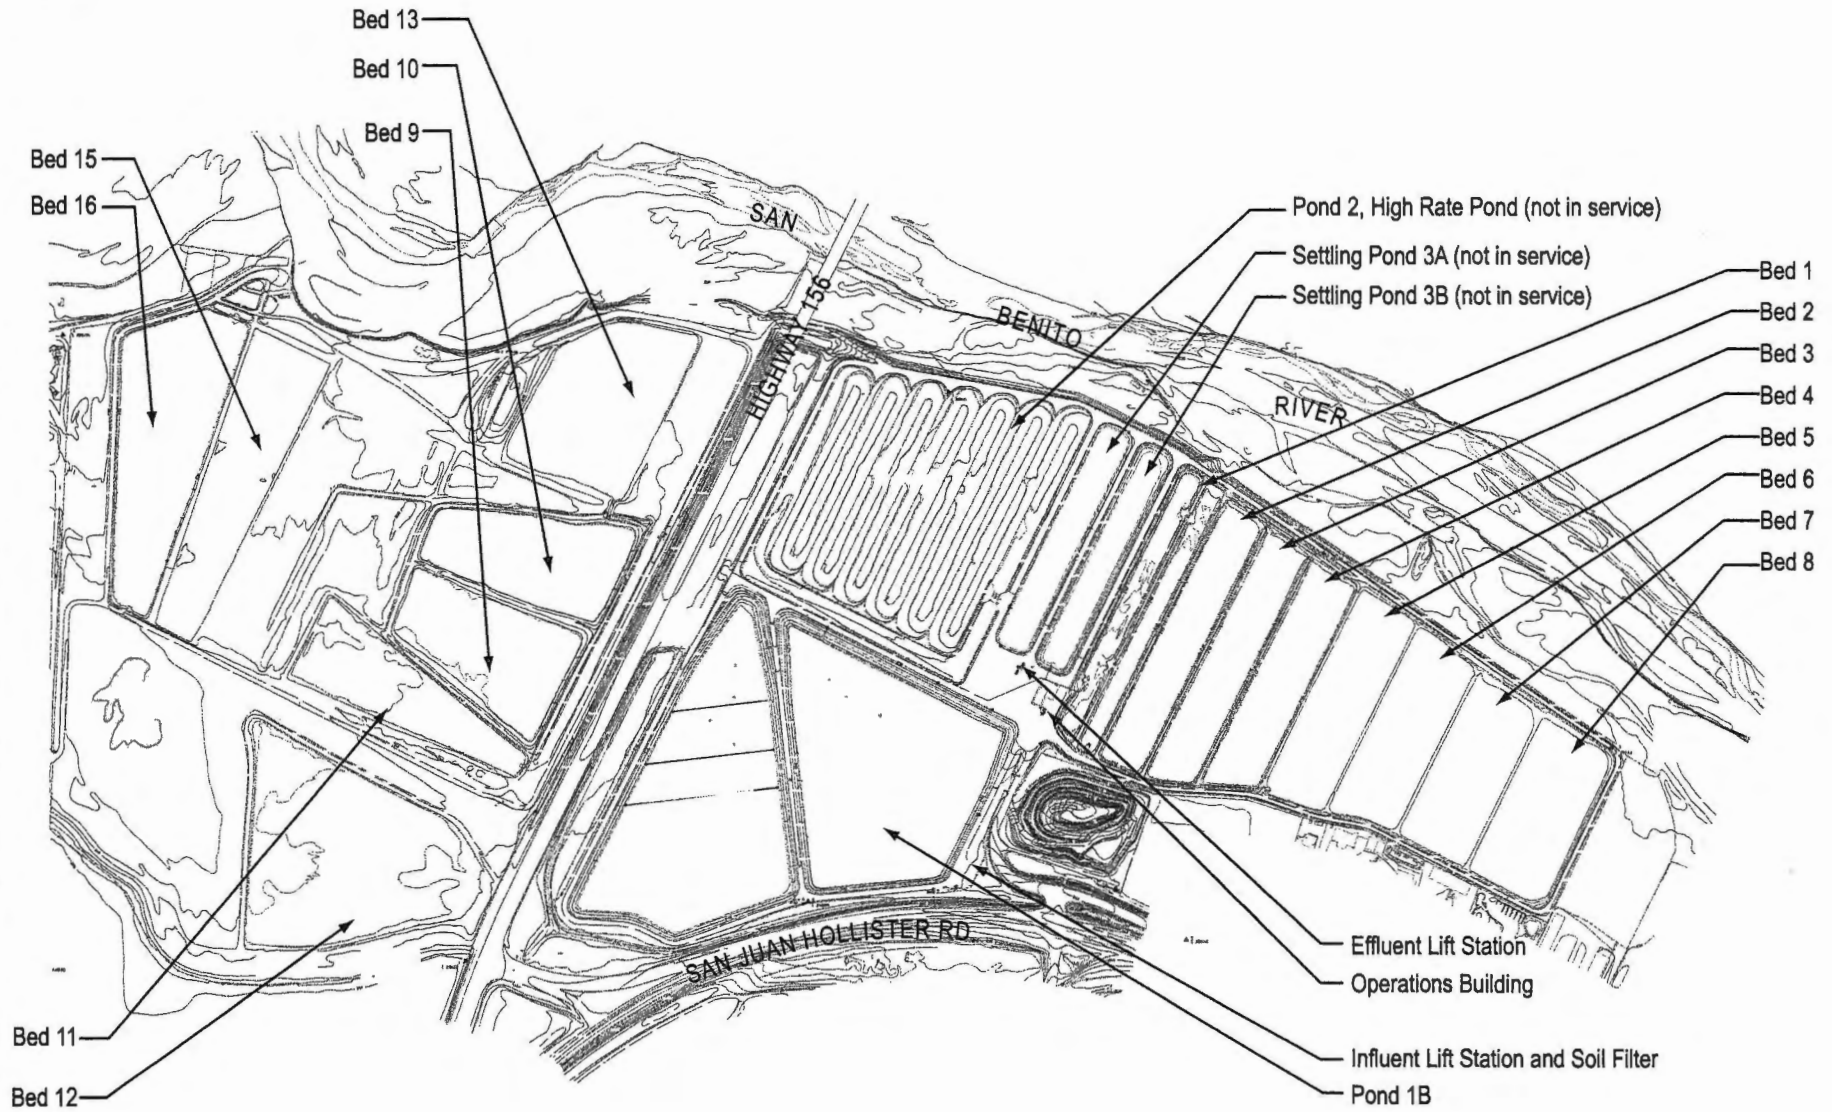 Bed 13
Bed 10
Bed 9
Bed 15
Bed 16
SAN
BENITO
RIVER
HIGHWAY 156
Pond 2, High Rate Pond (not in service)
Settling Pond 3A (not in service)
Settling Pond 3B (not in service)
Bed 1
Bed 2
Bed 3
Bed 4
Bed 5
Bed 6
Bed 7
Bed 8
SAN JUAN HOLLISTER RD.
Effluent Lift Station
Operations Building
Bed 11
Bed 12
Influent Lift Station and Soil Filter
Pond 1B